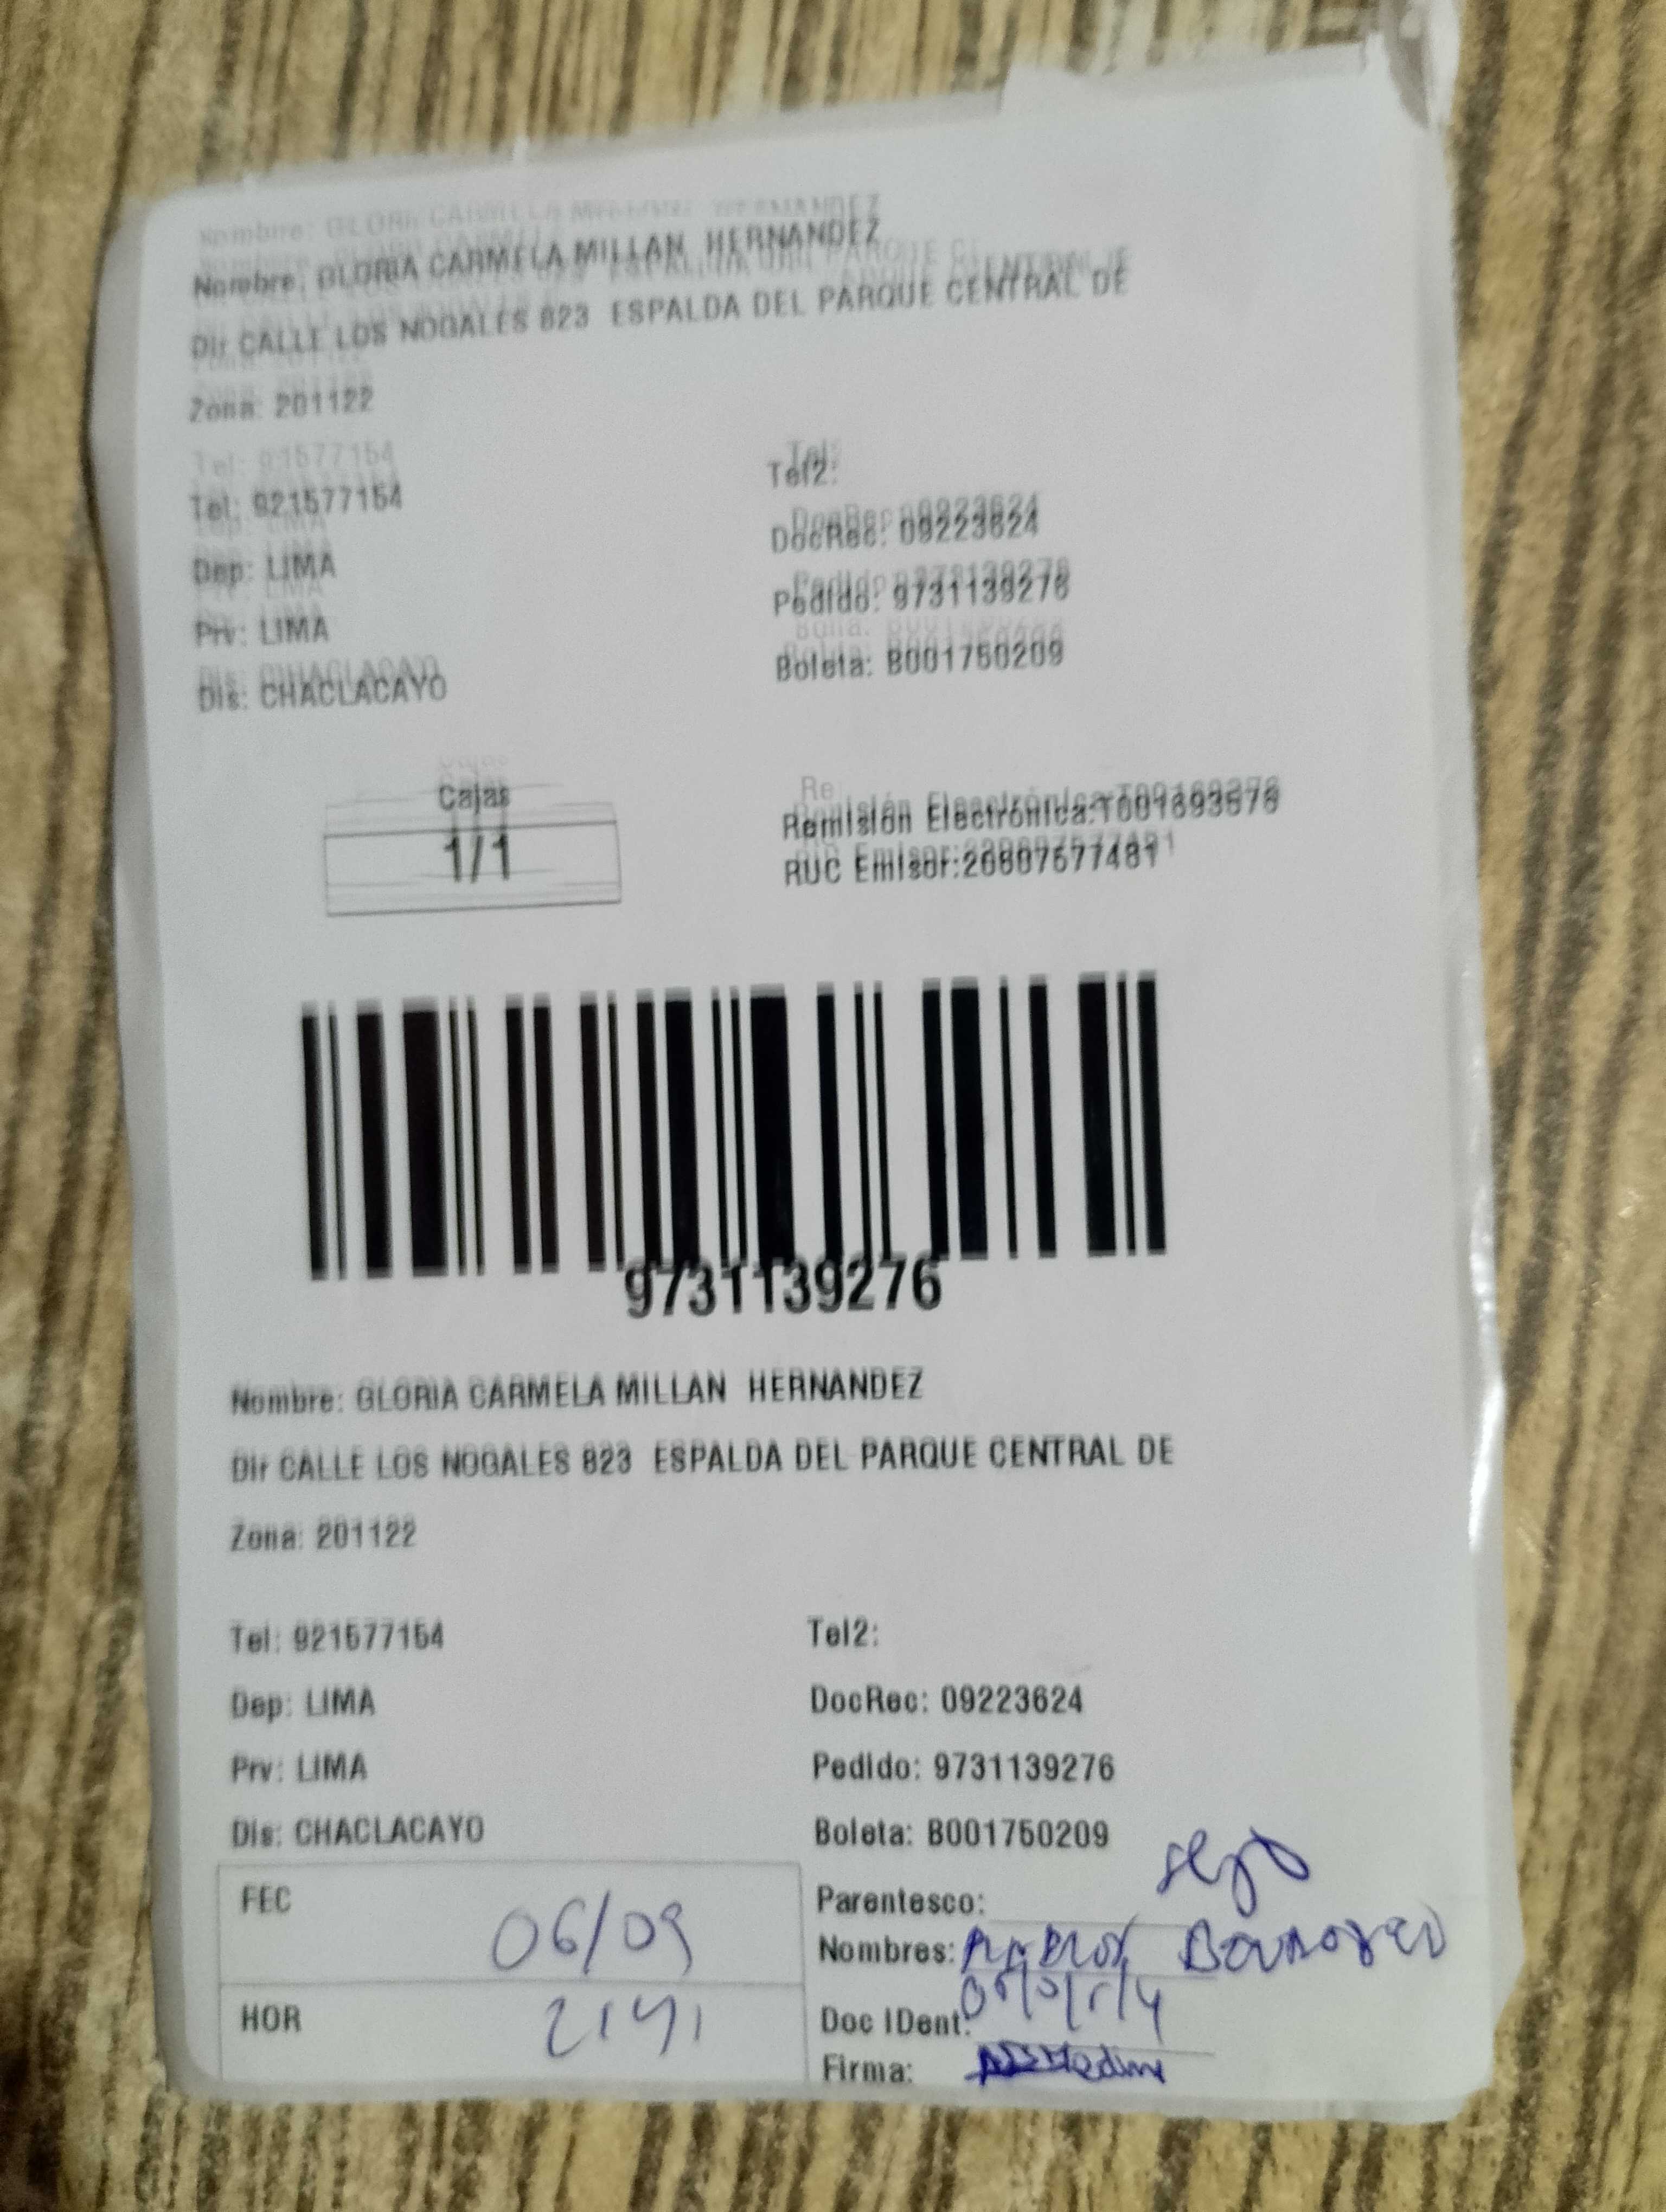 Nombre: GLORIA CARMELA MILLAN HERNANDEZ
Dir CALLE LOS NOGALES 823 ESPALDA DEL PARQUE CENTRAL DE
Zona: 201122
Tel: 921577154
Tel2:
Dep: LIMA
DocRec: 09223624
Prv: LIMA
Pedido: 9731139276
Dis: CHACLACAYO
Boleta: B001750209
Cajas
1/1
Remisión Electrónica:
RUC Emisor:20607577481
9731139276
Nombre: GLORIA CARMELA MILLAN HERNANDEZ
Dir CALLE LOS NOGALES 823 ESPALDA DEL PARQUE CENTRAL DE
Zona: 201122
Tel: 921577154
Tel2:
Dep: LIMA
DocRec: 09223624
Prv: LIMA
Pedido: 9731139276
Dis: CHACLACAYO
Boleta: B001750209
FEC
06/09
HOR
2141
Parentesco:
Nombres:
Doc IDent:
Firma: